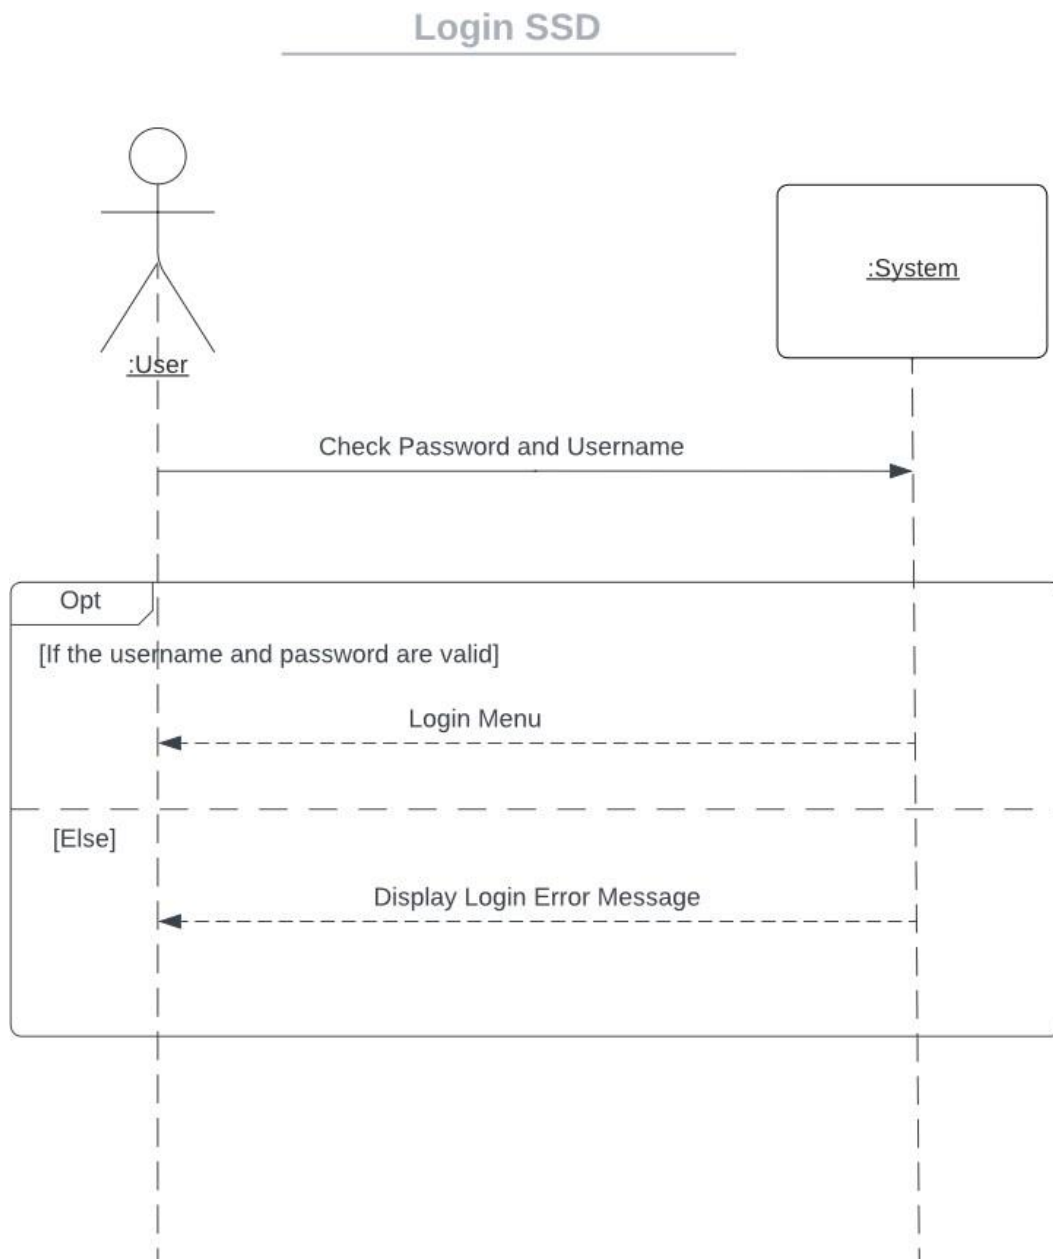 Login SSD
:User
:System
Check Password and Username
Opt
[If the username and password are valid]
Login Menu
[Else]
Display Login Error Message